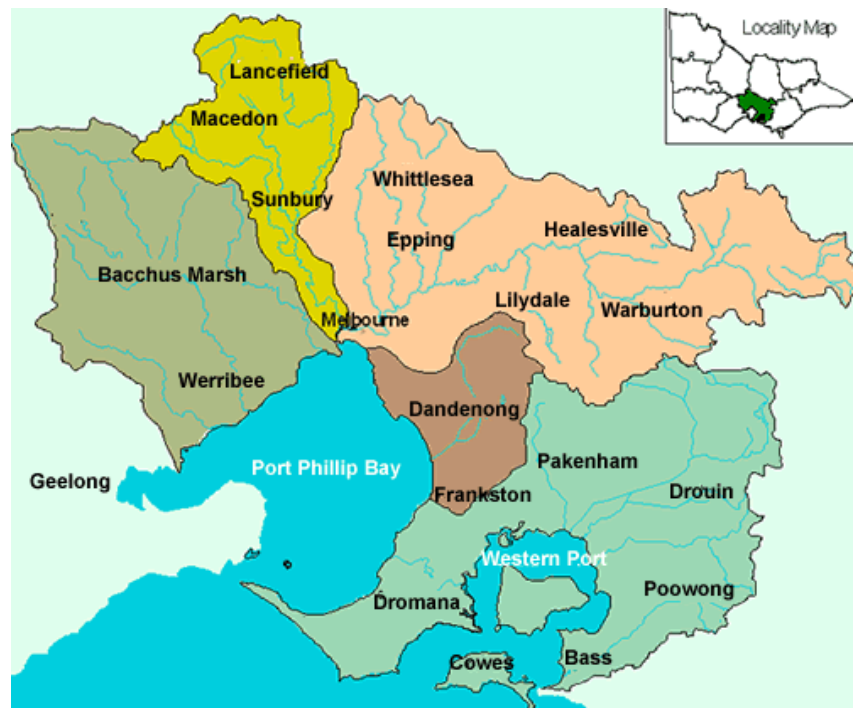 Locality Map
Lancefield
Macedon
Whittlesea
Sunbury
Healesville
Epping
Bacchus Marsh
Lilydale
Warburton
Melbourne
Werribee
Dandenong
Port Phillip Bay
Pakenham
Geelong
Frankston
Drouin
Western Port
Poowong
Dromana
Cowes
Bass